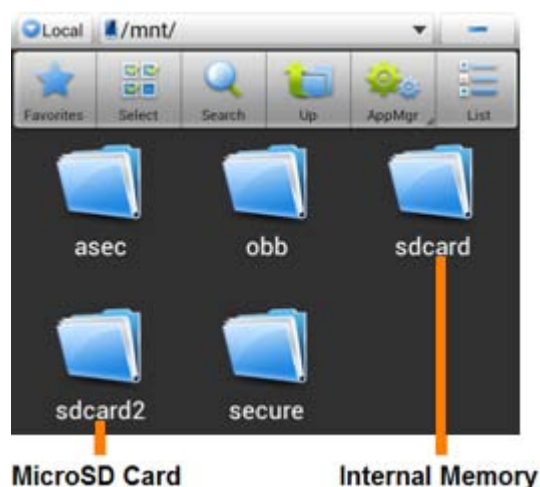 Local /mnt/
Favorites Select Search Up AppMgr List
asec obb sdcard
sdcard2 secure
MicroSD Card Internal Memory